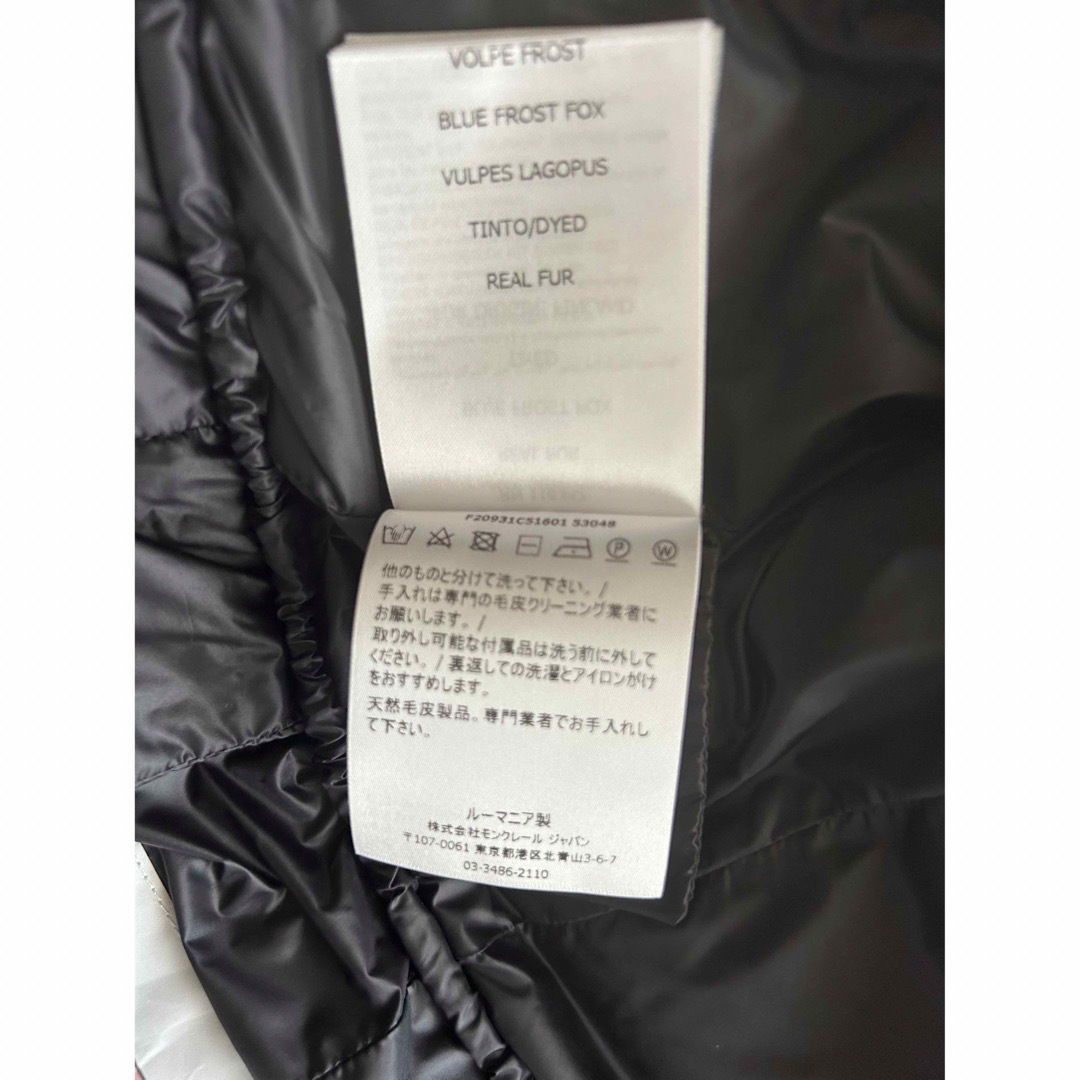 VOLPE FROST
BLUE FROST FOX
VULPES LAGOPUS
TINTO/DYED
REAL FUR
F20931C51601 53048
P
W
他のものと分けて洗って下さい。/
手入れは専門の毛皮クリーニング業者に
お願いします。/
取り外し可能な付属品は洗う前に外して
ください。/ 裏返しての洗濯とアイロンがけ
をおすすめします。
天然毛皮製品。専門業者でお手入れし
て下さい。
ルーマニア製
株式会社モンクレール ジャパン
〒107-0061 東京都港区北青山3-6-7
03-3486-2110